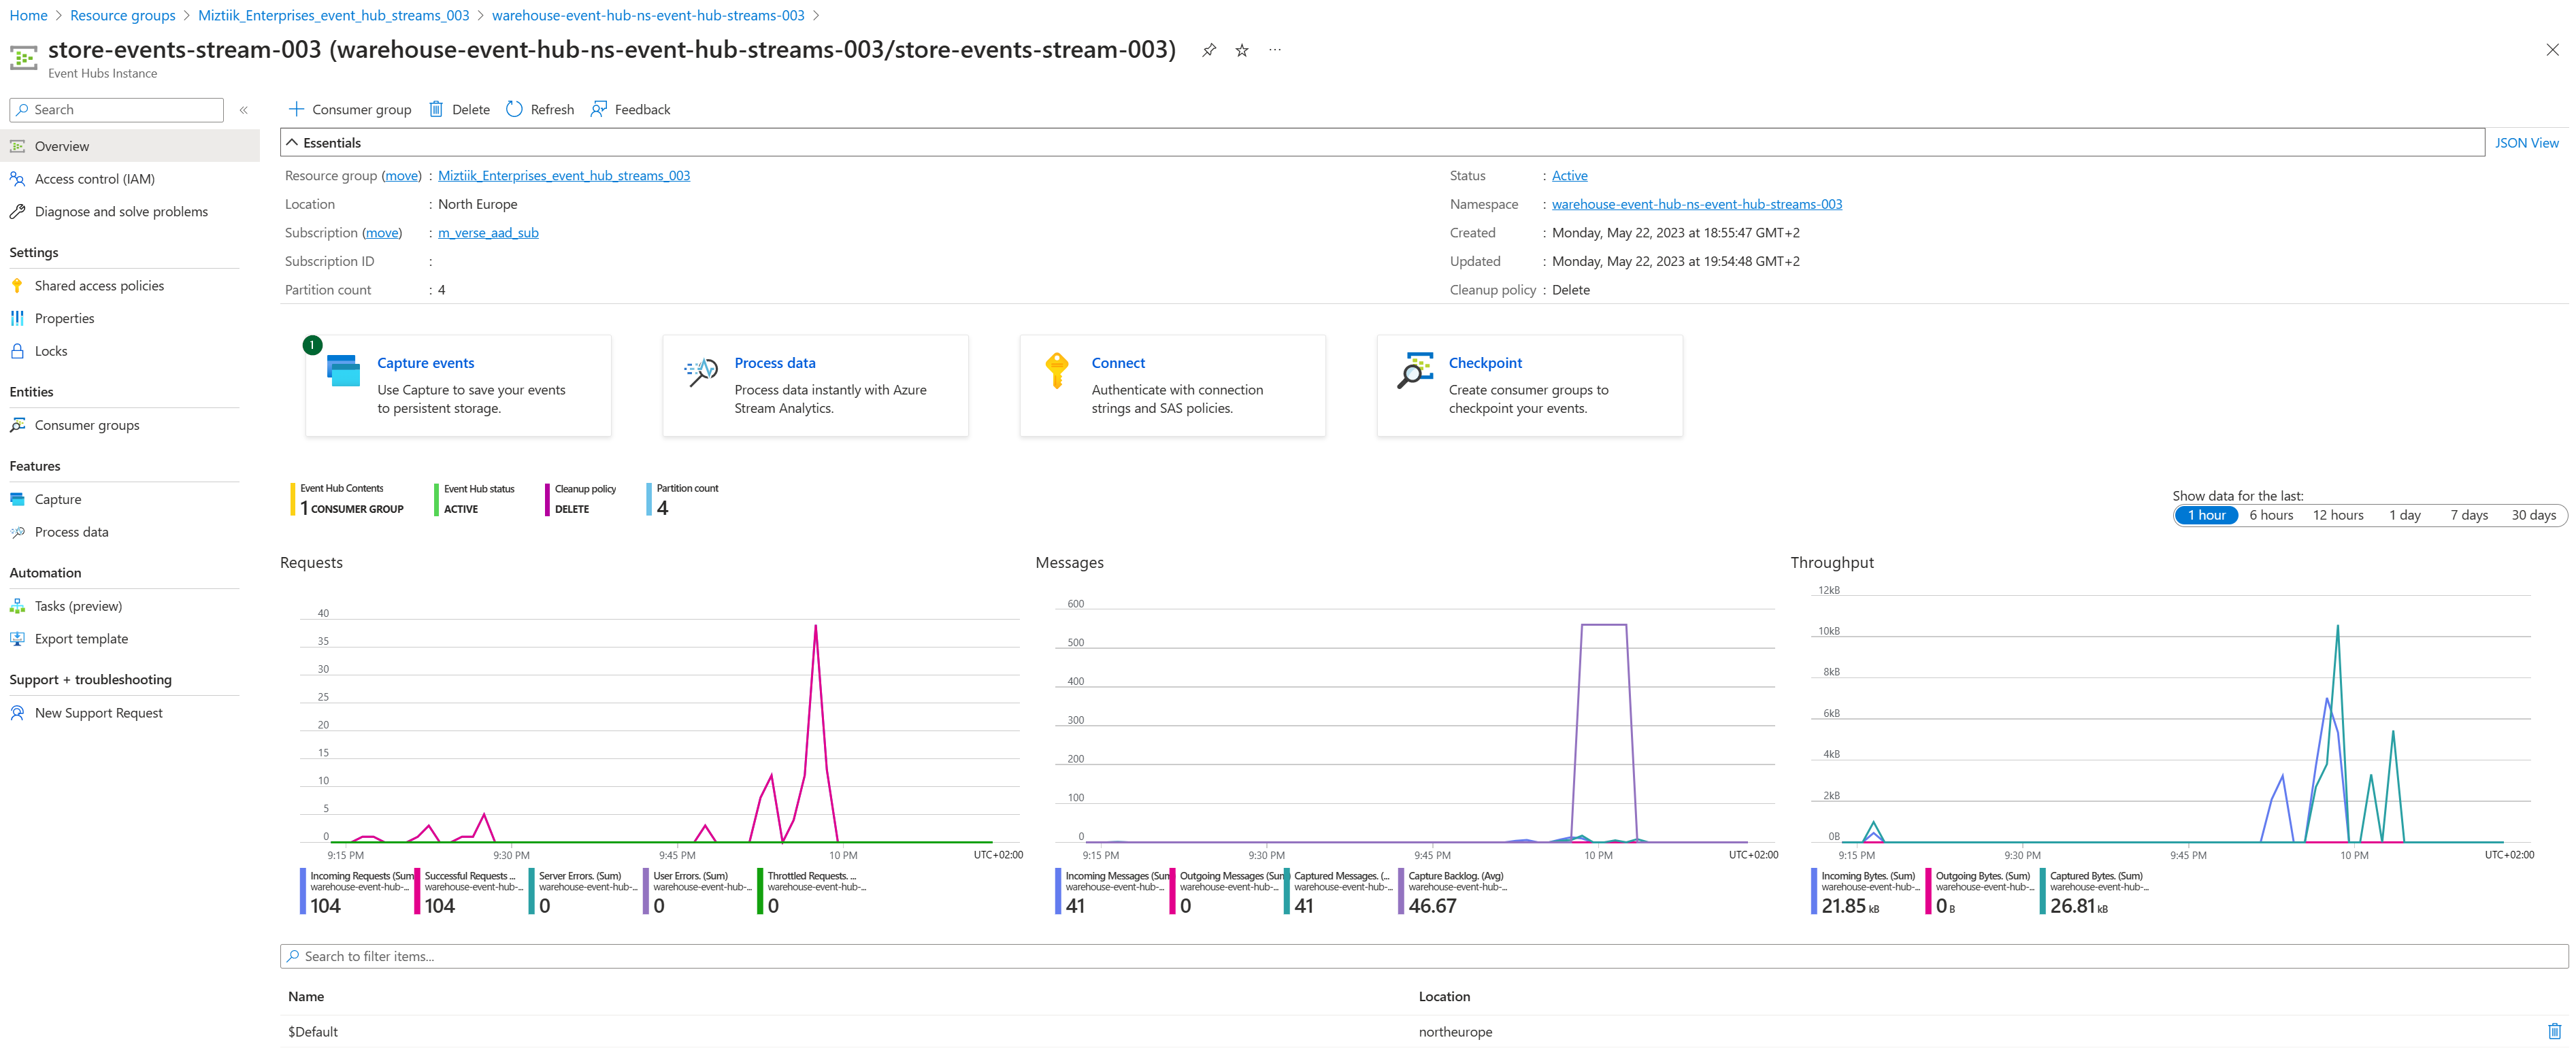 Home > Resource groups > Miztiik_Enterprises_event_hub_streams_003 > warehouse-event-hub-ns-event-hub-streams-003 >
store-events-stream-003 (warehouse-event-hub-ns-event-hub-streams-003/store-events-stream-003) ...
Event Hubs Instance
Search
Overview
Access control (IAM)
Diagnose and solve problems
Settings
Shared access policies
Properties
Locks
Entities
Consumer groups
Features
Capture
Process data
Automation
Tasks (preview)
Export template
Support + troubleshooting
New Support Request
Consumer group Delete Refresh Feedback
Essentials JSON View
Resource group (move) : Miztiik_Enterprises_event_hub_streams_003
Location : North Europe
Subscription (move) : m_verse_aad_sub
Subscription ID :
Partition count : 4
Status : Active
Namespace : warehouse-event-hub-ns-event-hub-streams-003
Created : Monday, May 22, 2023 at 18:55:47 GMT+2
Updated : Monday, May 22, 2023 at 19:54:48 GMT+2
Cleanup policy : Delete
1
Capture events
Use Capture to save your events
to persistent storage.
Process data
Process data instantly with Azure
Stream Analytics.
Connect
Authenticate with connection
strings and SAS policies.
Checkpoint
Create consumer groups to
checkpoint your events.
Event Hub Contents
1 CONSUMER GROUP
Event Hub status
ACTIVE
Cleanup policy
DELETE
Partition count
4
Show data for the last:
1 hour 6 hours 12 hours 1 day 7 days 30 days
Requests
40
35
30
25
20
15
10
5
0
9:15 PM 9:30 PM 9:45 PM 10 PM UTC+02:00
Incoming Requests (Sum
warehouse-event-hub-...
104
Successful Requests ...
warehouse-event-hub-...
104
Server Errors. (Sum)
warehouse-event-hub-...
0
User Errors. (Sum)
warehouse-event-hub-...
0
Throttled Requests. ...
warehouse-event-hub-...
0
Messages
600
500
400
300
200
100
0
9:15 PM 9:30 PM 9:45 PM 10 PM UTC+02:00
Incoming Messages (Sum
warehouse-event-hub-...
41
Outgoing Messages (Sum
warehouse-event-hub-...
0
Captured Messages. (...
warehouse-event-hub-...
41
Capture Backlog. (Avg)
warehouse-event-hub-...
46.67
Throughput
12kB
10kB
8kB
6kB
4kB
2kB
0B
9:15 PM 9:30 PM 9:45 PM 10 PM UTC+02:00
Incoming Bytes. (Sum)
warehouse-event-hub-...
21.85 kB
Outgoing Bytes. (Sum)
warehouse-event-hub-...
0 B
Captured Bytes. (Sum)
warehouse-event-hub-...
26.81 kB
Search to filter items...
Name Location
$Default northeurope